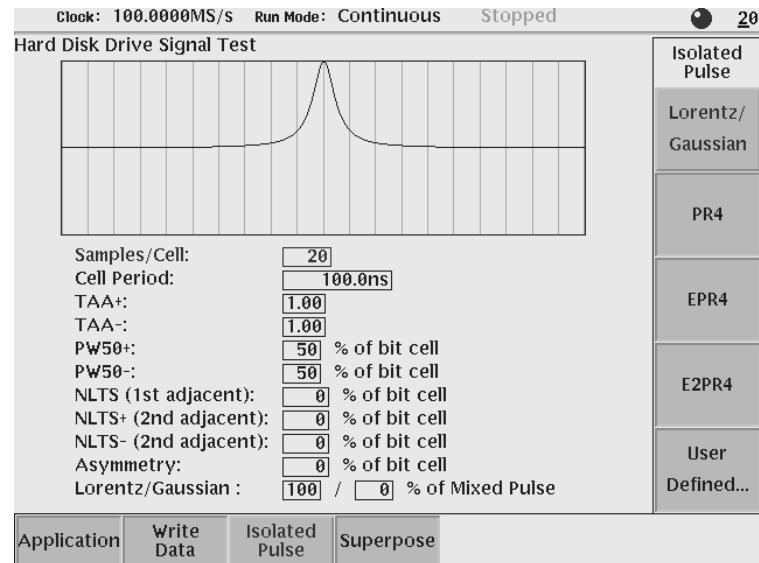 Clock: 100.0000MS/s Run Mode: Continuous Stopped 20
Hard Disk Drive Signal Test
Isolated
Pulse
Lorentz/
Gaussian
PR4
EPR4
E2PR4
User
Defined...
Samples/Cell: 20
Cell Period: 100.0ns
TAA+: 1.00
TAA-: 1.00
PW50+: 50 % of bit cell
PW50-: 50 % of bit cell
NLTS (1st adjacent): 0 % of bit cell
NLTS+ (2nd adjacent): 0 % of bit cell
NLTS- (2nd adjacent): 0 % of bit cell
Asymmetry: 0 % of bit cell
Lorentz/Gaussian : 100 / 0 % of Mixed Pulse
Application
Write
Data
Isolated
Pulse
Superpose